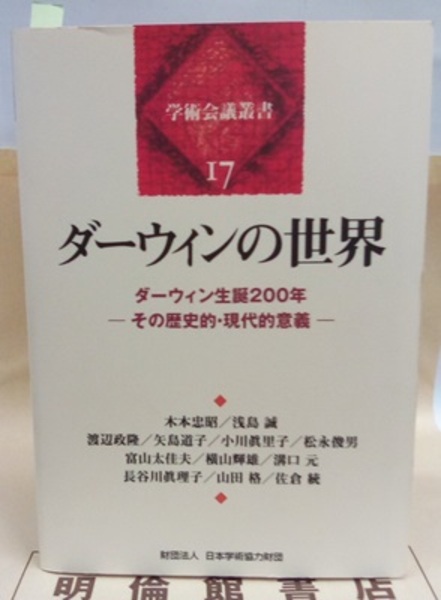 学術会議叢書
17
ダーウィンの世界
ダーウィン生誕200年
―その歴史的・現代的意義―
木本忠昭／浅島 誠
渡辺政隆／矢島道子／小川眞里子／松永俊男
富山太佳夫／横山輝雄／溝口 元
長谷川眞理子／山田 格／佐倉 統
財団法人 日本学術協力財団
明倫館書店